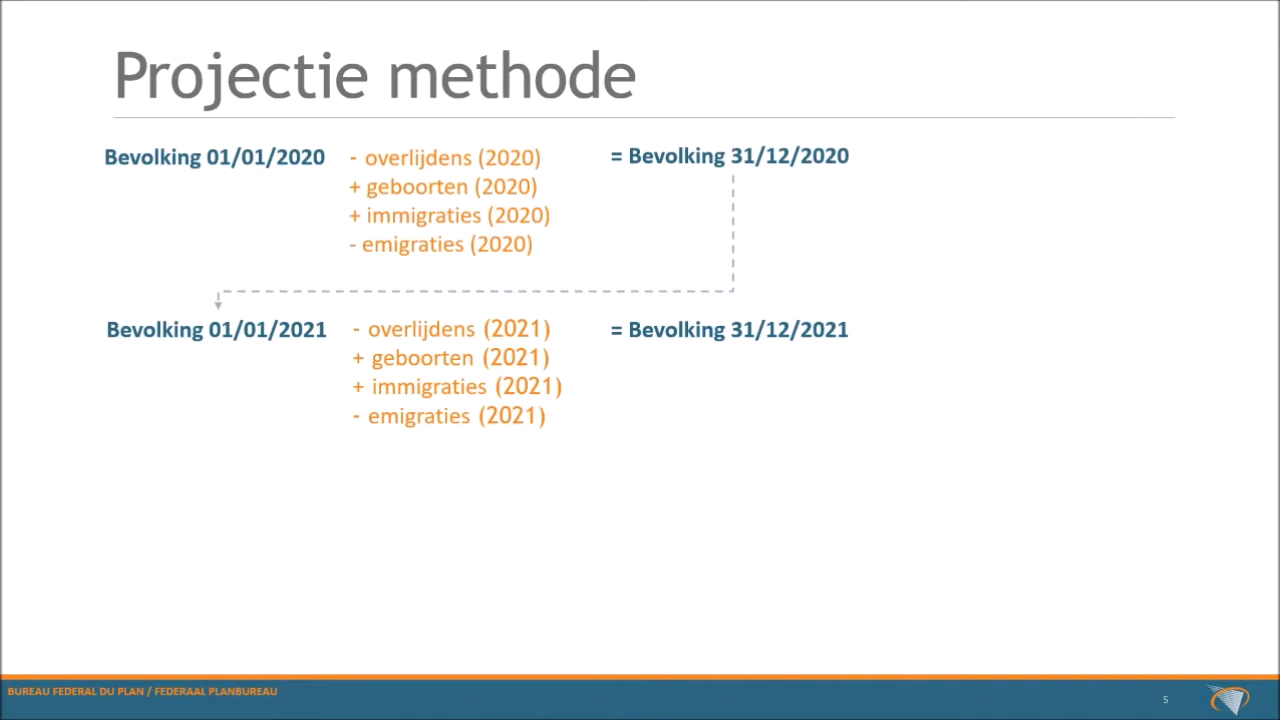 Projectie methode
Bevolking 01/01/2020 - overlijdens (2020) = Bevolking 31/12/2020
+ geboorten (2020)
+ immigraties (2020)
- emigraties (2020)
Bevolking 01/01/2021 - overlijdens (2021) = Bevolking 31/12/2021
+ geboorten (2021)
+ immigraties (2021)
- emigraties (2021)
BUREAU FEDERAL DU PLAN / FEDERAAL PLANBUREAU
5